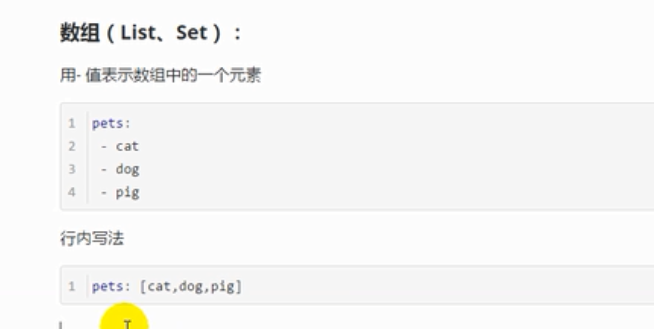 数组（List、Set）：
用- 值表示数组中的一个元素
1 pets:
2  - cat
3  - dog
4  - pig
行内写法
1 pets: [cat,dog,pig]